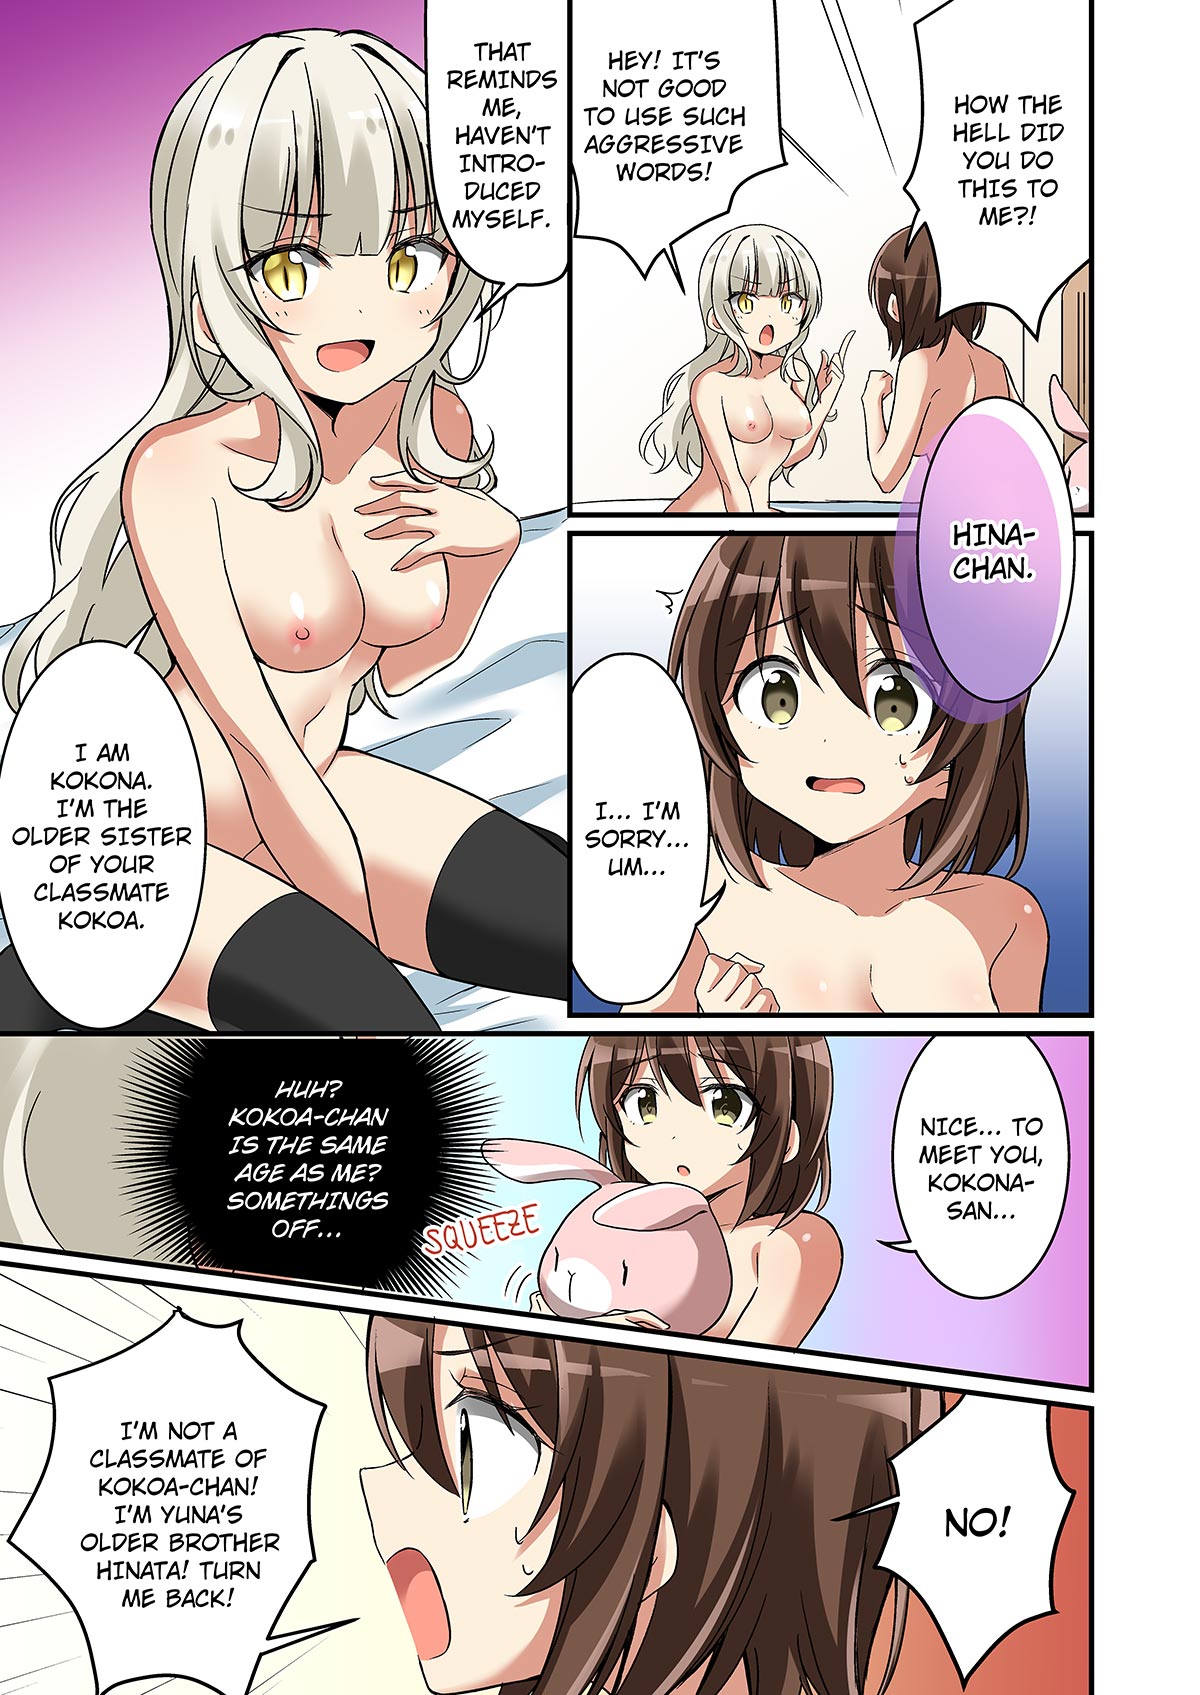 HOW THE
HELL DID
YOU DO
THIS TO
ME?!
HEY! IT'S
NOT GOOD
TO USE SUCH
AGGRESSIVE
WORDS!
HINA-
CHAN.
I... I'M
SORRY...
UM...
THAT
REMINDS
ME,
HAVEN'T
INTRO-
DUCED
MYSELF.
I AM
KOKONA.
I'M THE
OLDER SISTER
OF YOUR
CLASSMATE
KOKOA.
NICE... TO
MEET YOU,
KOKONA-
SAN...
SQUEEZE
HUH?
KOKOA-CHAN
IS THE SAME
AGE AS ME?
SOMETHINGS
OFF...
NO!
I'M NOT A
CLASSMATE OF
KOKOA-CHAN!
I'M YUNA'S
OLDER BROTHER
HINATA! TURN
ME BACK!